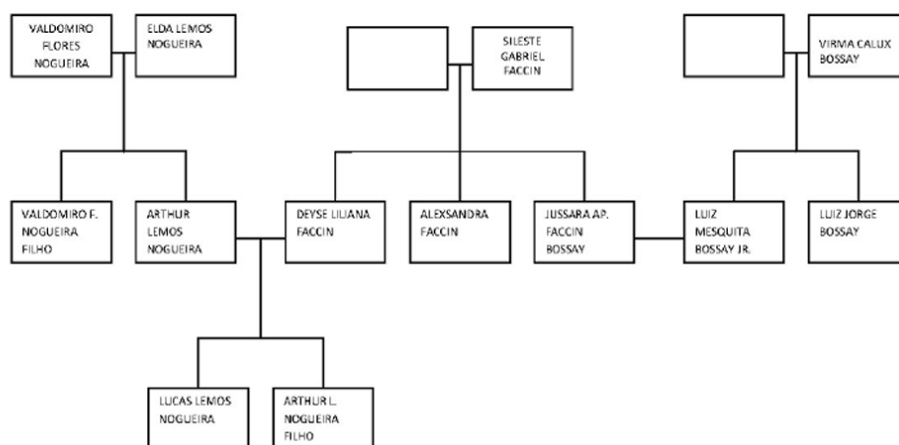 VALDOMIRO
FLORES
NOGUEIRA
ELDA LEMOS
NOGUEIRA
SILESTE
GABRIEL
FACCIN
VIRMA CALUX
BOSSAY
VALDOMIRO F.
NOGUEIRA
FILHO
ARTHUR
LEMOS
NOGUEIRA
DEYSE LILIANA
FACCIN
ALEXSANDRA
FACCIN
JUSSARA AP.
FACCIN
BOSSAY
LUIZ
MESQUITA
BOSSAY JR.
LUIZ JORGE
BOSSAY
LUCAS LEMOS
NOGUEIRA
ARTHUR L.
NOGUEIRA
FILHO